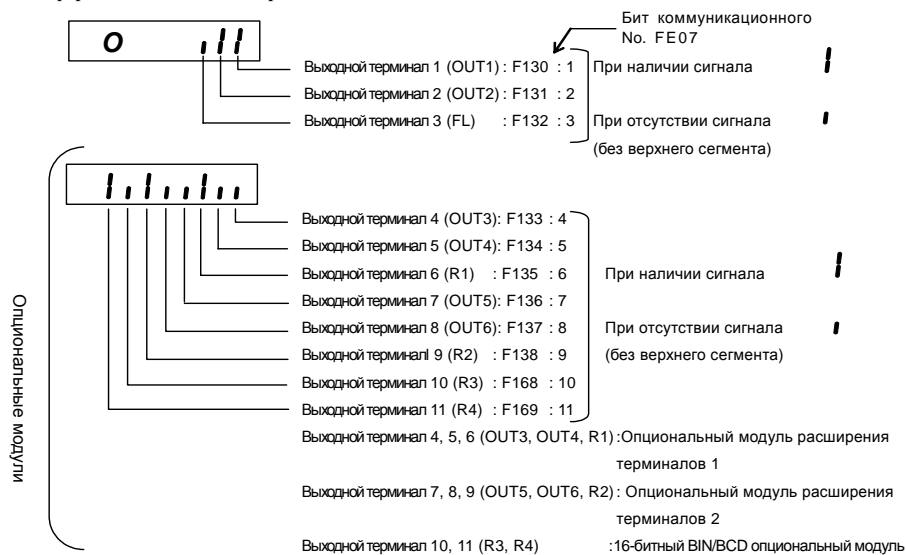 Бит коммуникационного
No. FE07
O
Выходной терминал 1 (OUT1) : F130 : 1 При наличии сигнала
Выходной терминал 2 (OUT2) : F131 : 2
Выходной терминал 3 (FL) : F132 : 3 При отсутствии сигнала
(без верхнего сегмента)
Выходной терминал 4 (OUT3): F133 : 4
Выходной терминал 5 (OUT4): F134 : 5
Выходной терминал 6 (R1) : F135 : 6 При наличии сигнала
Выходной терминал 7 (OUT5): F136 : 7
Выходной терминал 8 (OUT6): F137 : 8 При отсутствии сигнала
Выходной терминалl 9 (R2) : F138 : 9 (без верхнего сегмента)
Выходной терминал 10 (R3) : F168 : 10
Выходной терминал 11 (R4) : F169 : 11
Опциональные модули
Выходной терминал 4, 5, 6 (OUT3, OUT4, R1) :Опциональный модуль расширения
терминалов 1
Выходной терминал 7, 8, 9 (OUT5, OUT6, R2) : Опциональный модуль расширения
терминалов 2
Выходной терминал 10, 11 (R3, R4) :16-битный BIN/BCD опциональный модуль